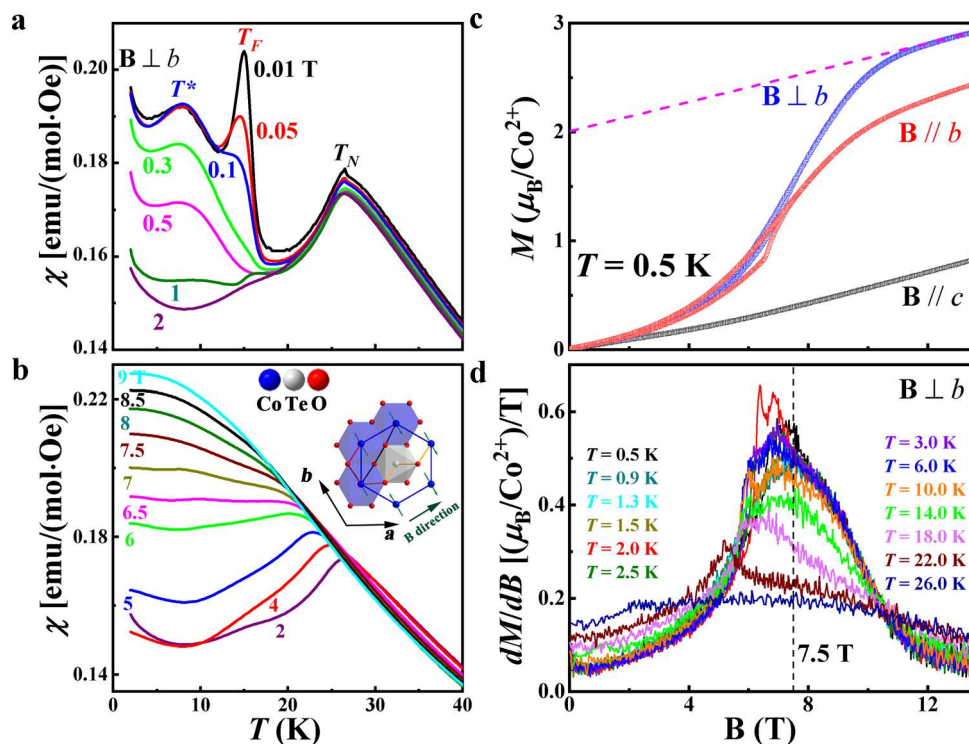 a
χ [emu/(mol·Oe]
0.20
0.18
0.16
0.14
B ⊥ b
T*
T_F
0.01 T
0.05
0.1
0.3
0.5
1
2
T_N
b
χ [emu/(mol·Oe]
0.22
0.18
0.14
9 T
8.5
8
7.5
7
6.5
6
5
4
2
Co Te O
b
a
B direction
0 10 20 30 40
T (K)
c
M (μ_B/Co²⁺)
3
2
1
0
B ⊥ b
B // b
B // c
T = 0.5 K
d
dM/dB [(μ_B/Co²⁺)/T]
0.6
0.4
0.2
0.0
B ⊥ b
T = 0.5 K
T = 0.9 K
T = 1.3 K
T = 1.5 K
T = 2.0 K
T = 2.5 K
T = 3.0 K
T = 6.0 K
T = 10.0 K
T = 14.0 K
T = 18.0 K
T = 22.0 K
T = 26.0 K
7.5 T
0 4 8 12
B (T)